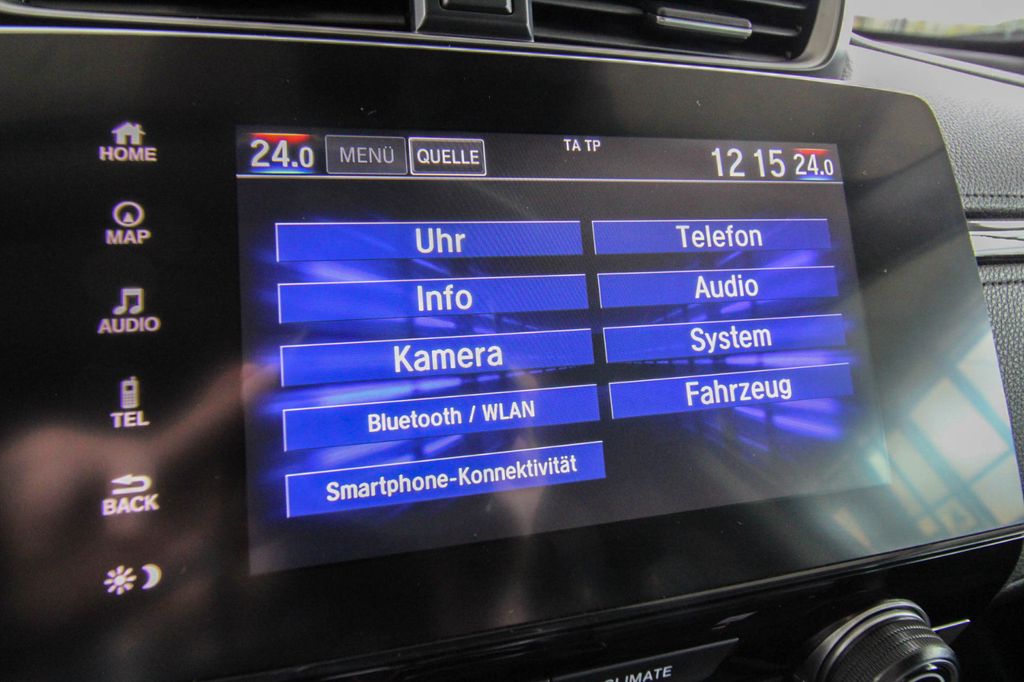 24.0 MENÜ QUELLE TA TP 12 15 24.0
HOME
MAP
AUDIO
TEL
BACK
Uhr
Telefon
Info
Audio
Kamera
System
Bluetooth / WLAN
Fahrzeug
Smartphone-Konnektivität
CLIMATE